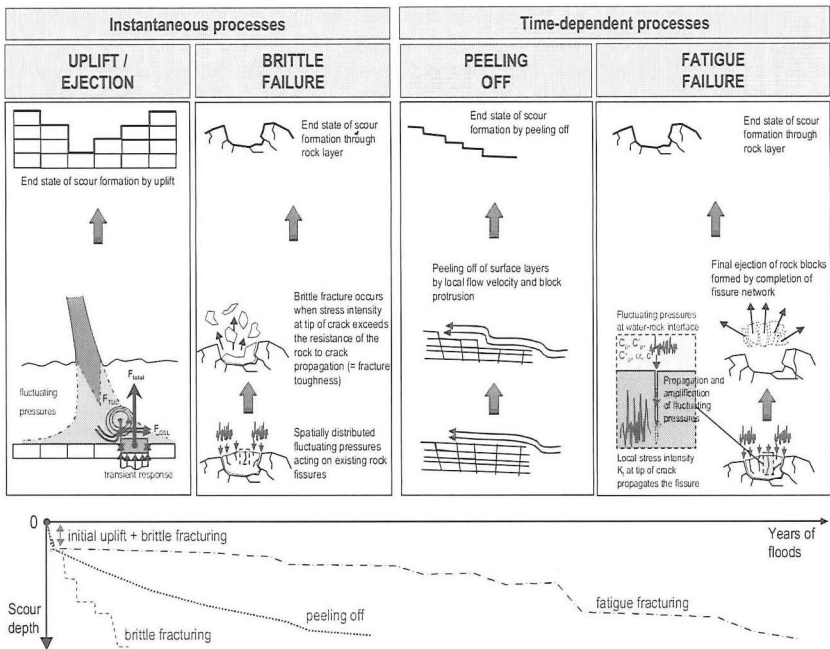 Instantaneous processes
Time-dependent processes
UPLIFT /
EJECTION
BRITTLE
FAILURE
PEELING
OFF
FATIGUE
FAILURE
End state of scour formation by uplift
fluctuating
pressures
F_total
transient response
End state of scour
formation through
rock layer
Brittle fracture occurs
when stress intensity
at tip of crack exceeds
the resistance of the
rock to crack
propagation (= fracture
toughness)
Spatially distributed
fluctuating pressures
acting on existing rock
fissures
End state of scour
formation by peeling off
Peeling off of surface layers
by local flow velocity and block
protrusion
End state of scour
formation through
rock layer
Final ejection of rock blocks
formed by completion of
fissure network
Fluctuating pressures
at water-rock interface
Propagation and
amplification
of fluctuating
pressures
Local stress intensity
at tip of crack
propagates the fissure
0
initial uplift + brittle fracturing
Years of
floods
Scour
depth
brittle fracturing
peeling off
fatigue fracturing